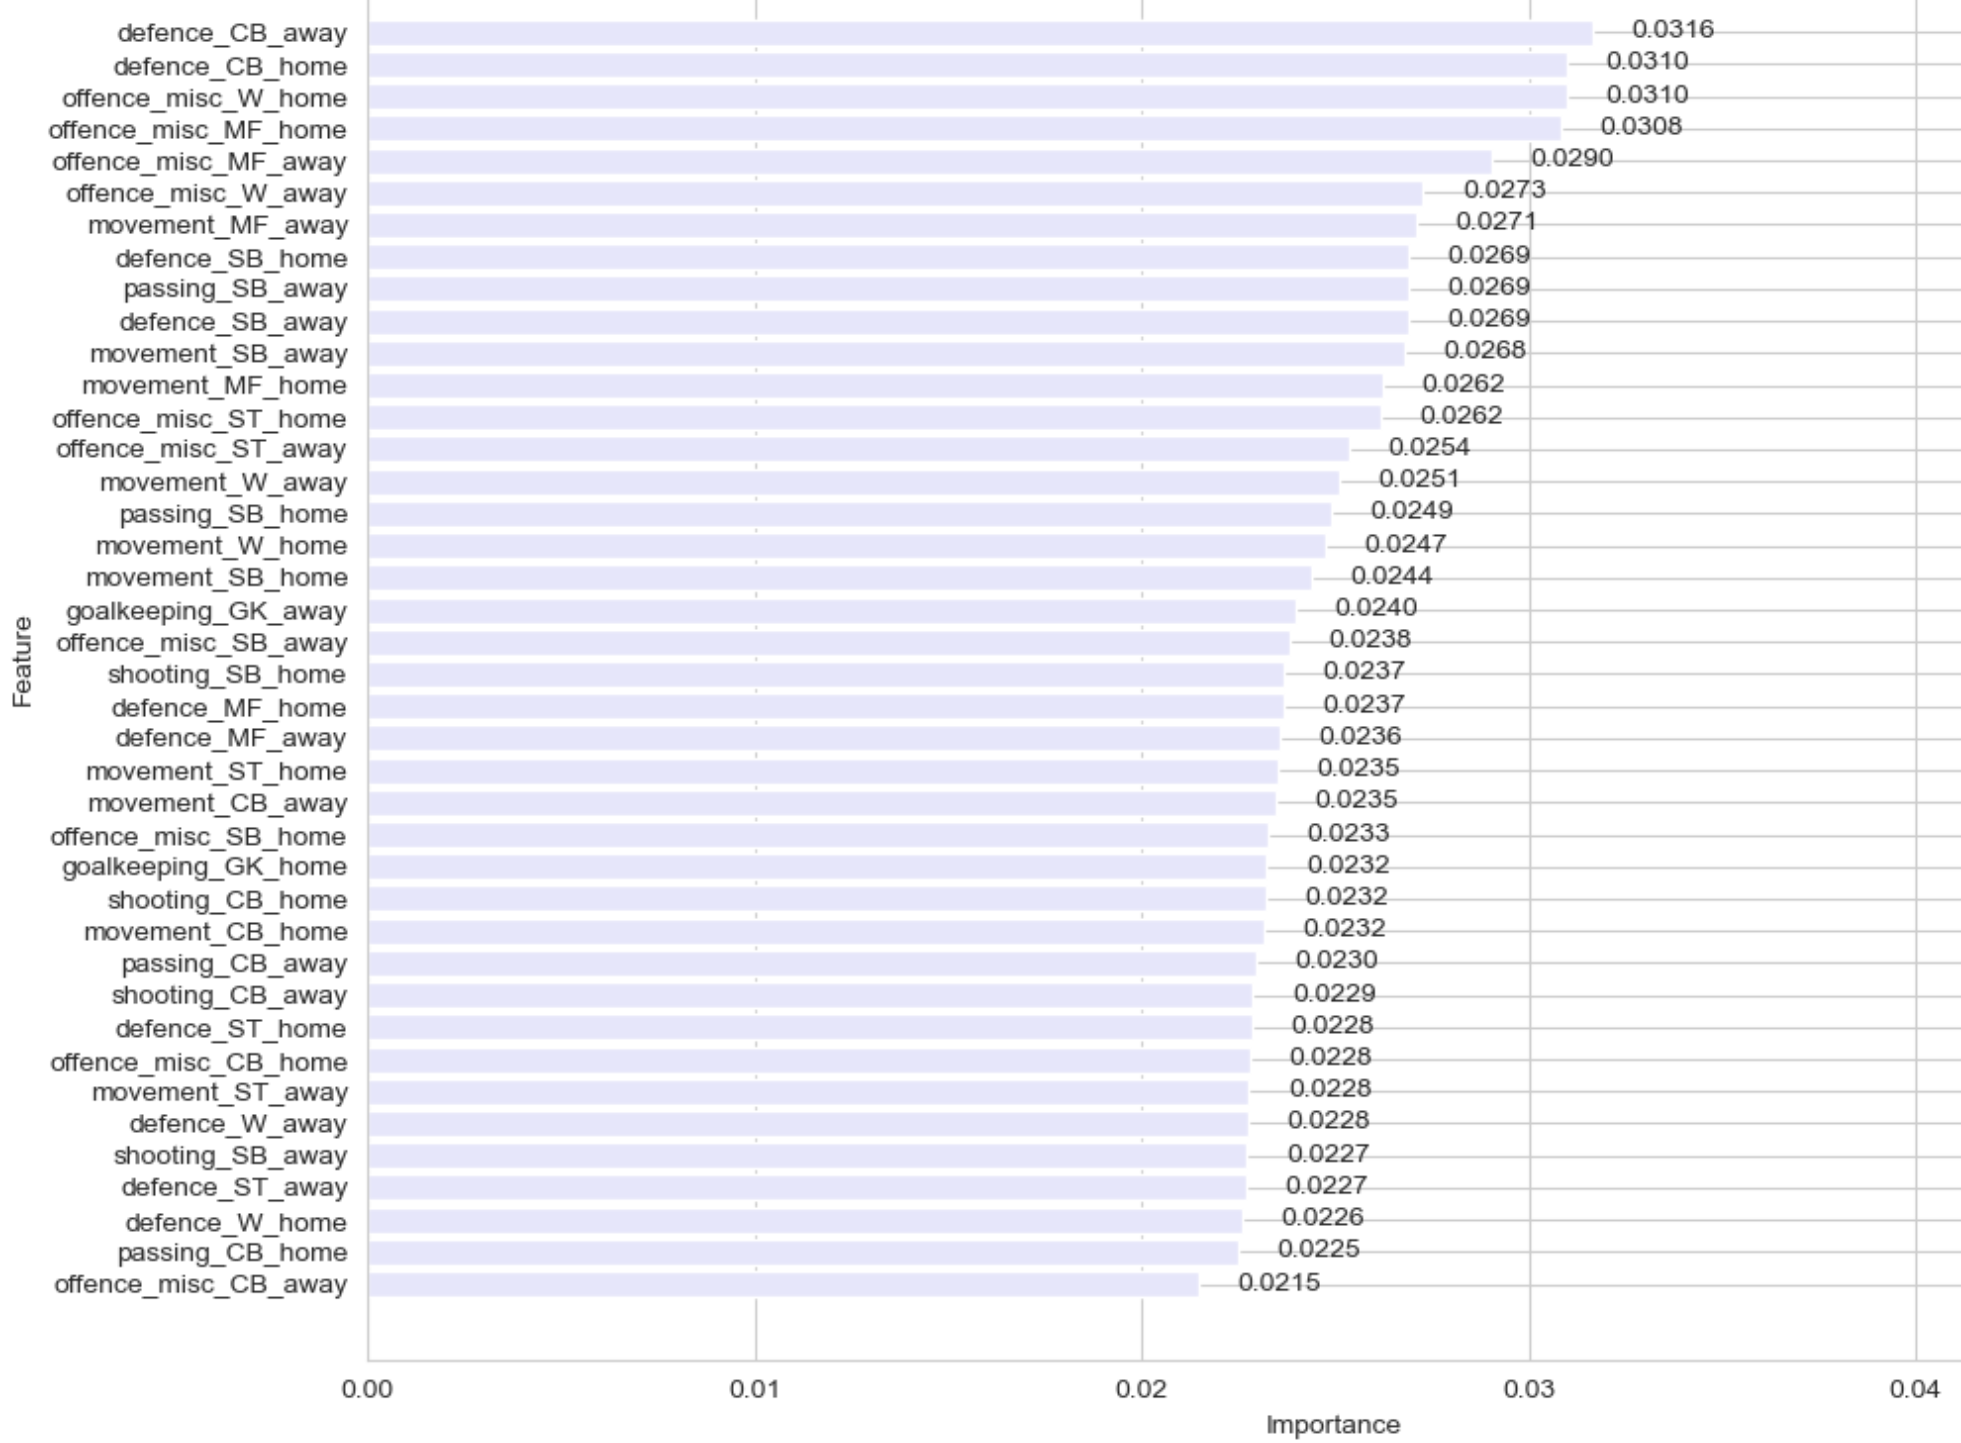 defence_CB_away 0.0316
defence_CB_home 0.0310
offence_misc_W_home 0.0310
offence_misc_MF_home 0.0308
offence_misc_MF_away 0.0290
offence_misc_W_away 0.0273
movement_MF_away 0.0271
defence_SB_home 0.0269
passing_SB_away 0.0269
defence_SB_away 0.0269
movement_SB_away 0.0268
movement_MF_home 0.0262
offence_misc_ST_home 0.0262
offence_misc_ST_away 0.0254
movement_W_away 0.0251
passing_SB_home 0.0249
movement_W_home 0.0247
movement_SB_home 0.0244
goalkeeping_GK_away 0.0240
offence_misc_SB_away 0.0238
shooting_SB_home 0.0237
defence_MF_home 0.0237
defence_MF_away 0.0236
movement_ST_home 0.0235
movement_CB_away 0.0235
offence_misc_SB_home 0.0233
goalkeeping_GK_home 0.0232
shooting_CB_home 0.0232
movement_CB_home 0.0232
passing_CB_away 0.0230
shooting_CB_away 0.0229
defence_ST_home 0.0228
offence_misc_CB_home 0.0228
movement_ST_away 0.0228
defence_W_away 0.0228
shooting_SB_away 0.0227
defence_ST_away 0.0227
defence_W_home 0.0226
passing_CB_home 0.0225
offence_misc_CB_away 0.0215
Feature
0.00 0.01 0.02 0.03 0.04
Importance